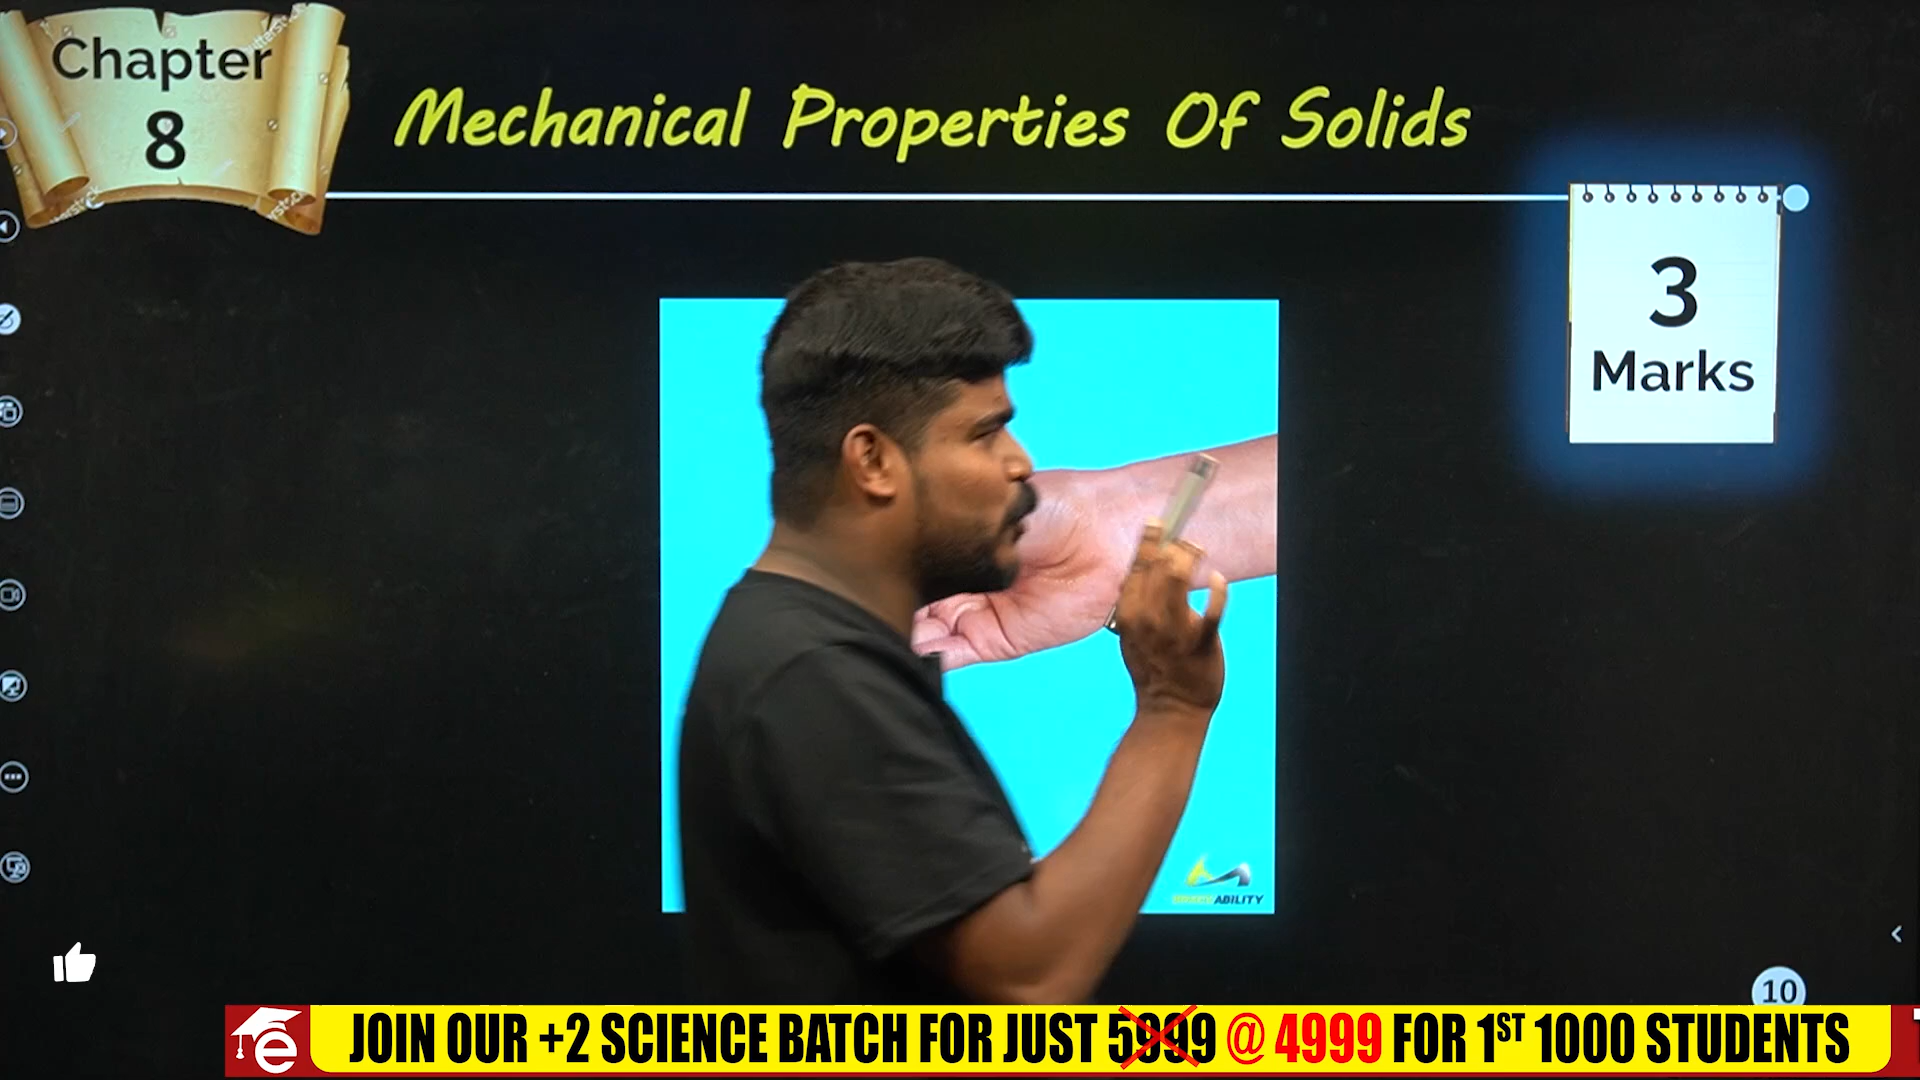 Chapter
8
Mechanical Properties Of Solids
3
Marks
ABILITY
10
JOIN OUR +2 SCIENCE BATCH FOR JUST 5999 @ 4999 FOR 1ST 1000 STUDENTS